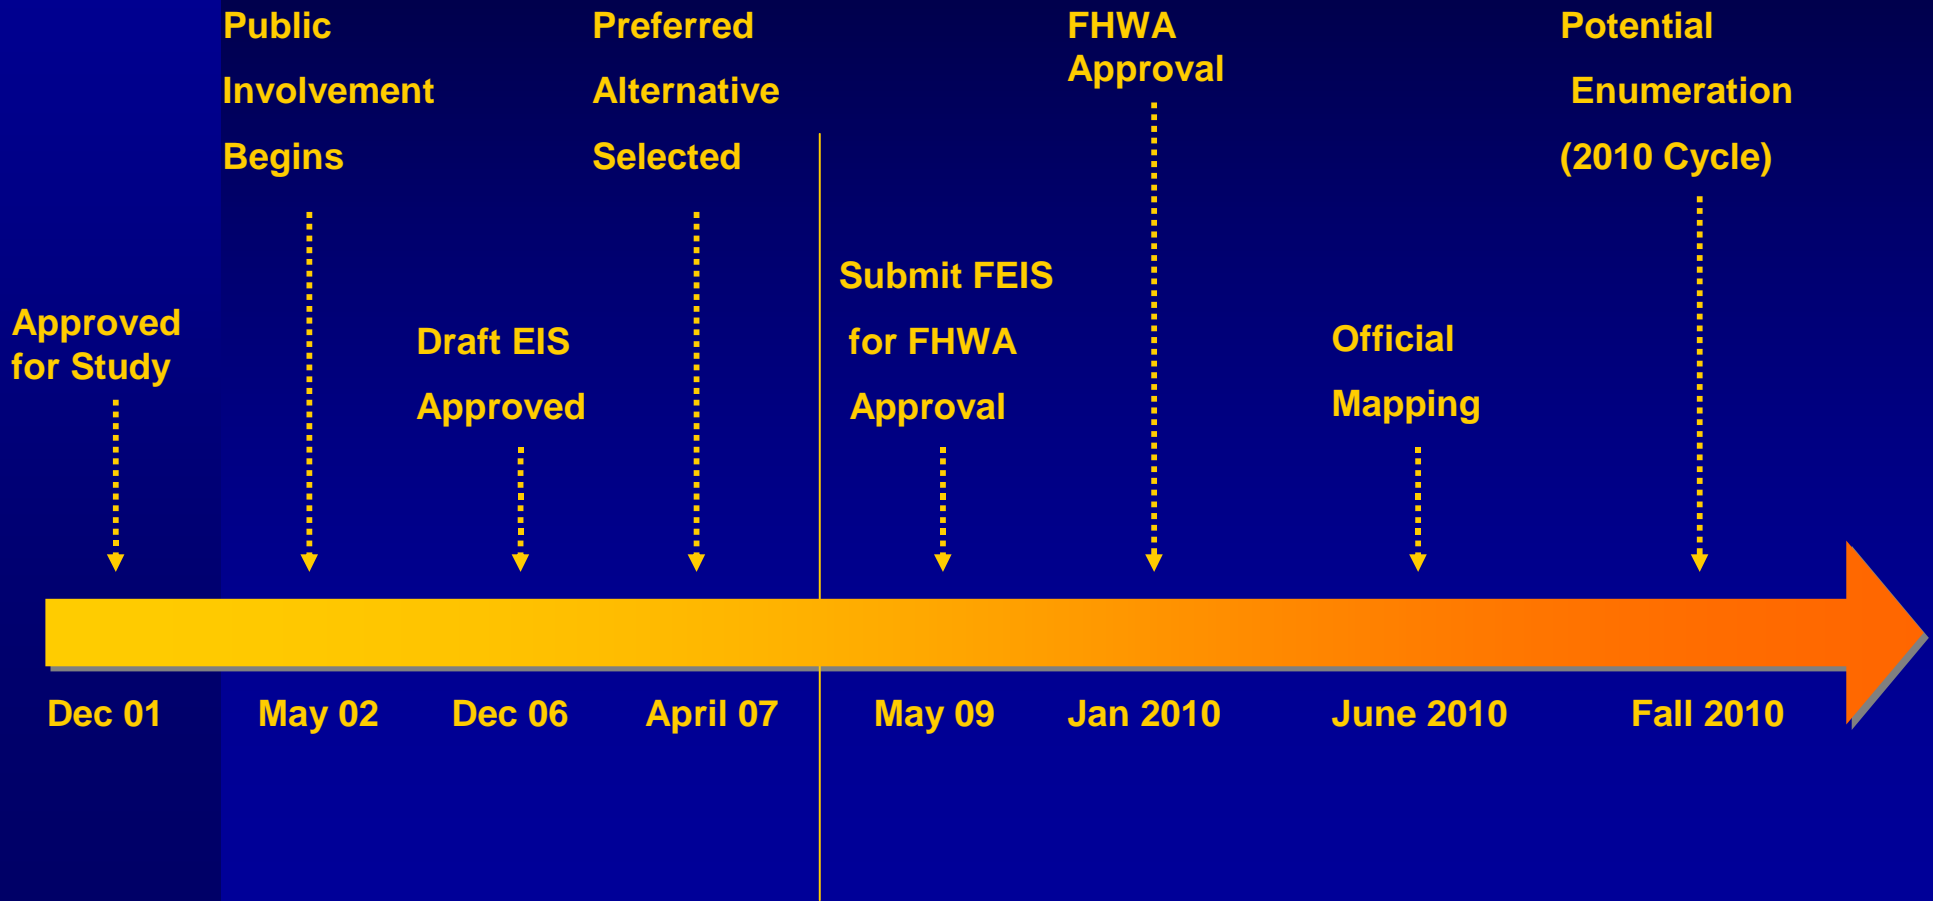 Public
Involvement
Begins
Preferred
Alternative
Selected
FHWA
Approval
Potential
Enumeration
(2010 Cycle)
Approved
for Study
Draft EIS
Approved
Submit FEIS
for FHWA
Approval
Official
Mapping
Dec 01
May 02
Dec 06
April 07
May 09
Jan 2010
June 2010
Fall 2010